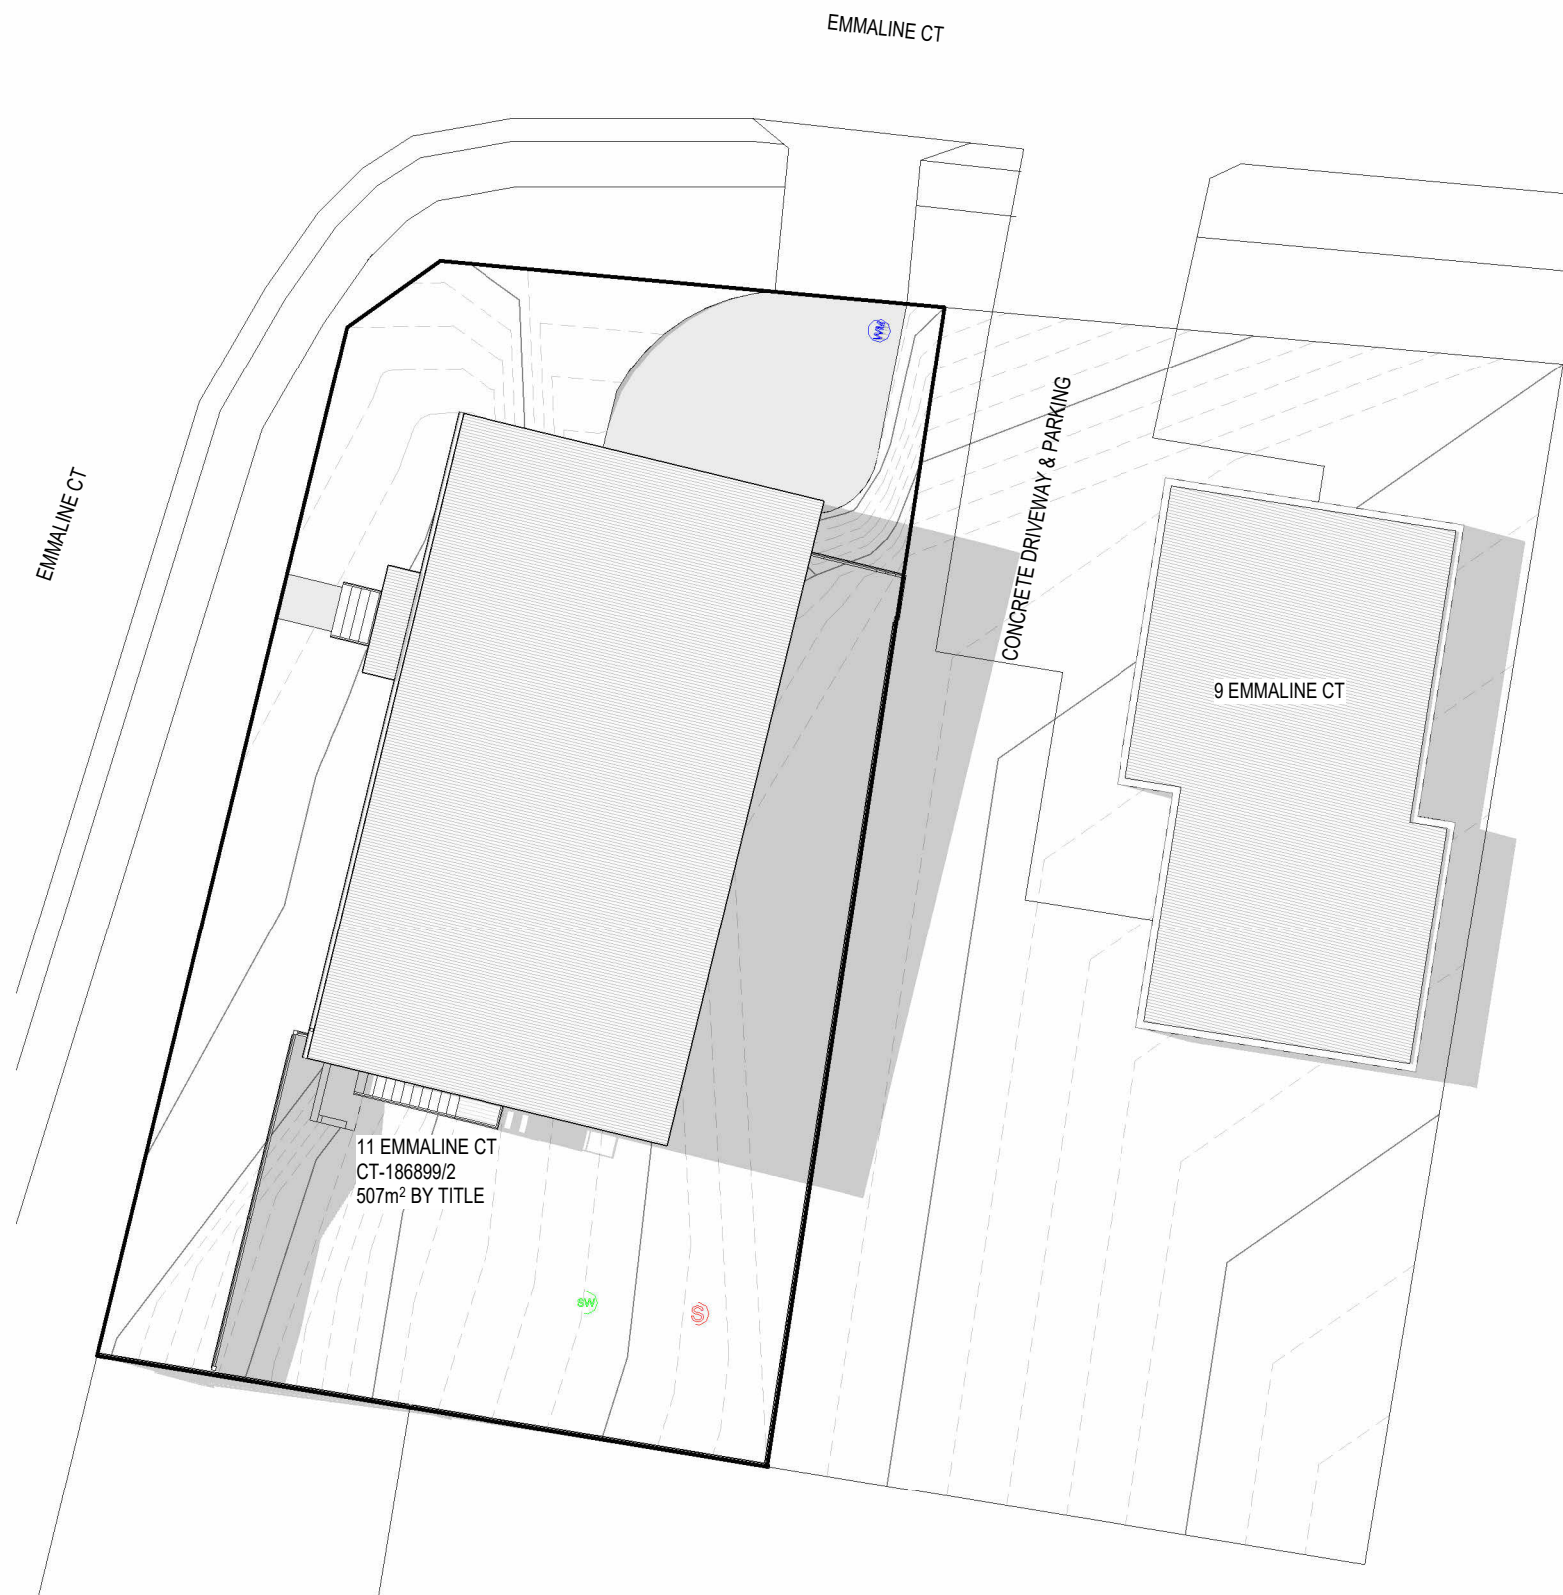 EMMALINE CT
WM
EMMALINE CT
CONCRETE DRIVEWAY & PARKING
9 EMMALINE CT
11 EMMALINE CT
CT-186899/2
507m² BY TITLE
SW
S